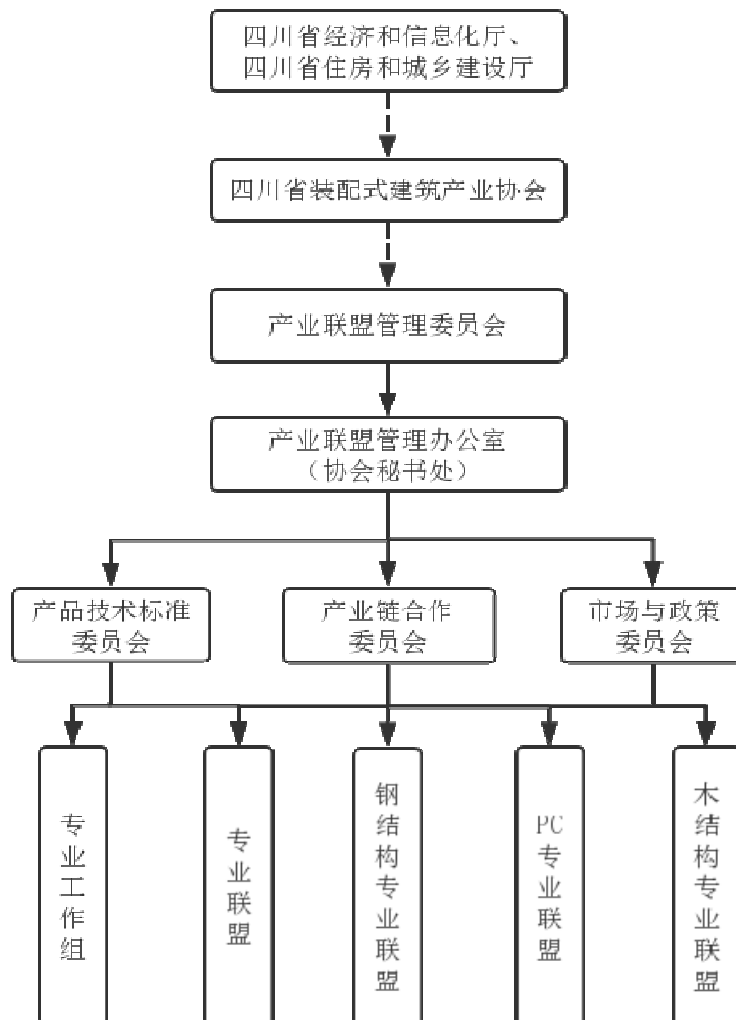 四川省经济和信息化厅、
四川省住房和城乡建设厅
四川省装配式建筑产业协会
产业联盟管理委员会
产业联盟管理办公室
（协会秘书处）
产品技术标准
委员会
产业链合作
委员会
市场与政策
委员会
专业工作组
专业联盟
钢结构专业联盟
PC专业联盟
木结构专业联盟